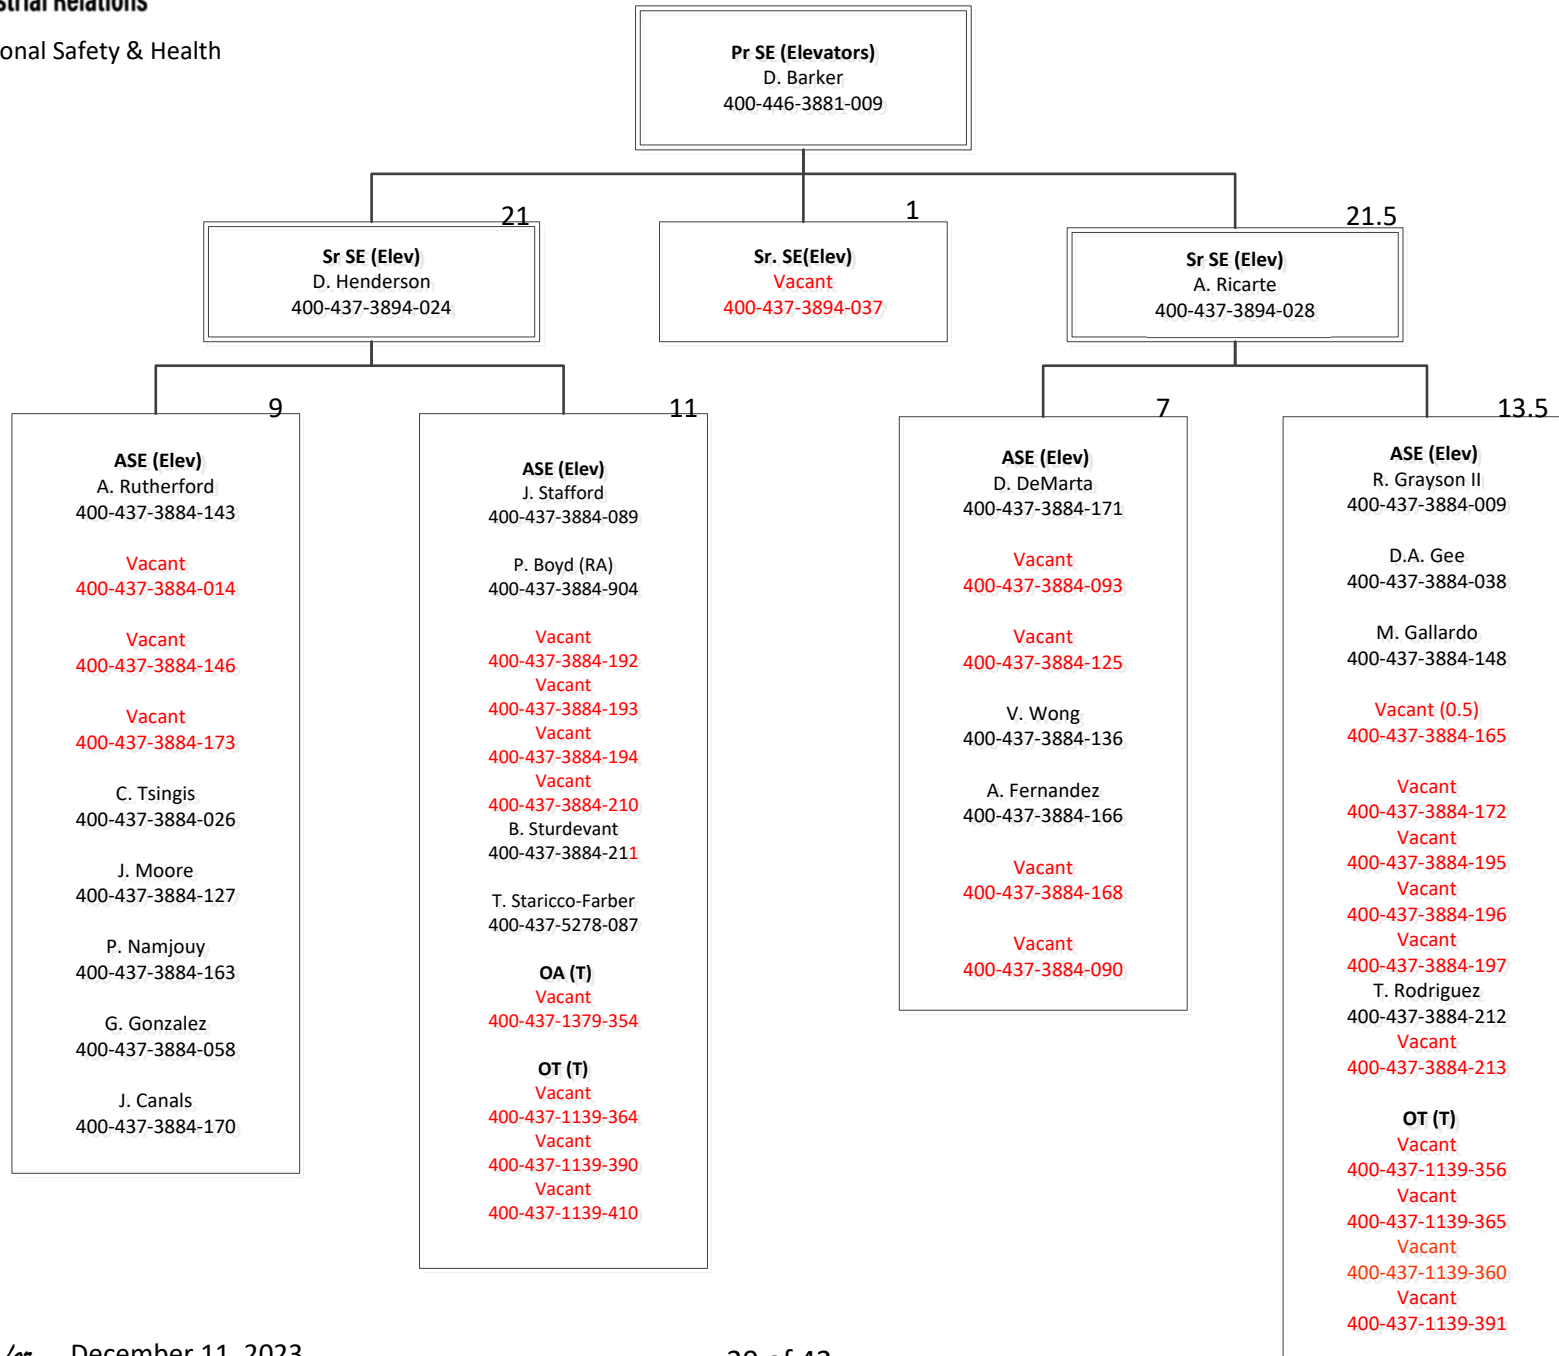 strial Relations
onal Safety & Health
Pr SE (Elevators)
D. Barker
400-446-3881-009
21
Sr SE (Elev)
D. Henderson
400-437-3894-024
1
Sr. SE(Elev)
Vacant
400-437-3894-037
21.5
Sr SE (Elev)
A. Ricarte
400-437-3894-028
9
ASE (Elev)
A. Rutherford
400-437-3884-143
Vacant
400-437-3884-014
Vacant
400-437-3884-146
Vacant
400-437-3884-173
C. Tsingis
400-437-3884-026
J. Moore
400-437-3884-127
P. Namjouy
400-437-3884-163
G. Gonzalez
400-437-3884-058
J. Canals
400-437-3884-170
11
ASE (Elev)
J. Stafford
400-437-3884-089
P. Boyd (RA)
400-437-3884-904
Vacant
400-437-3884-192
Vacant
400-437-3884-193
Vacant
400-437-3884-194
Vacant
400-437-3884-210
B. Sturdevant
400-437-3884-211
T. Staricco-Farber
400-437-5278-087
OA (T)
Vacant
400-437-1379-354
OT (T)
Vacant
400-437-1139-364
Vacant
400-437-1139-390
Vacant
400-437-1139-410
7
ASE (Elev)
D. DeMarta
400-437-3884-171
Vacant
400-437-3884-093
Vacant
400-437-3884-125
V. Wong
400-437-3884-136
A. Fernandez
400-437-3884-166
Vacant
400-437-3884-168
Vacant
400-437-3884-090
13.5
ASE (Elev)
R. Grayson II
400-437-3884-009
D.A. Gee
400-437-3884-038
M. Gallardo
400-437-3884-148
Vacant (0.5)
400-437-3884-165
Vacant
400-437-3884-172
Vacant
400-437-3884-195
Vacant
400-437-3884-196
Vacant
400-437-3884-197
T. Rodriguez
400-437-3884-212
Vacant
400-437-3884-213
OT (T)
Vacant
400-437-1139-356
Vacant
400-437-1139-365
Vacant
400-437-1139-360
Vacant
400-437-1139-391
December 11, 2023